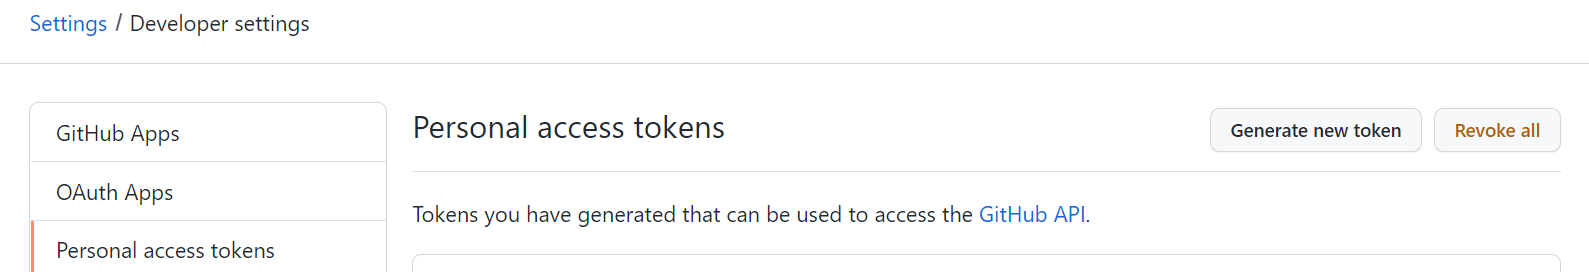 Settings / Developer settings
GitHub Apps
OAuth Apps
Personal access tokens
Personal access tokens
Generate new token
Revoke all
Tokens you have generated that can be used to access the GitHub API.